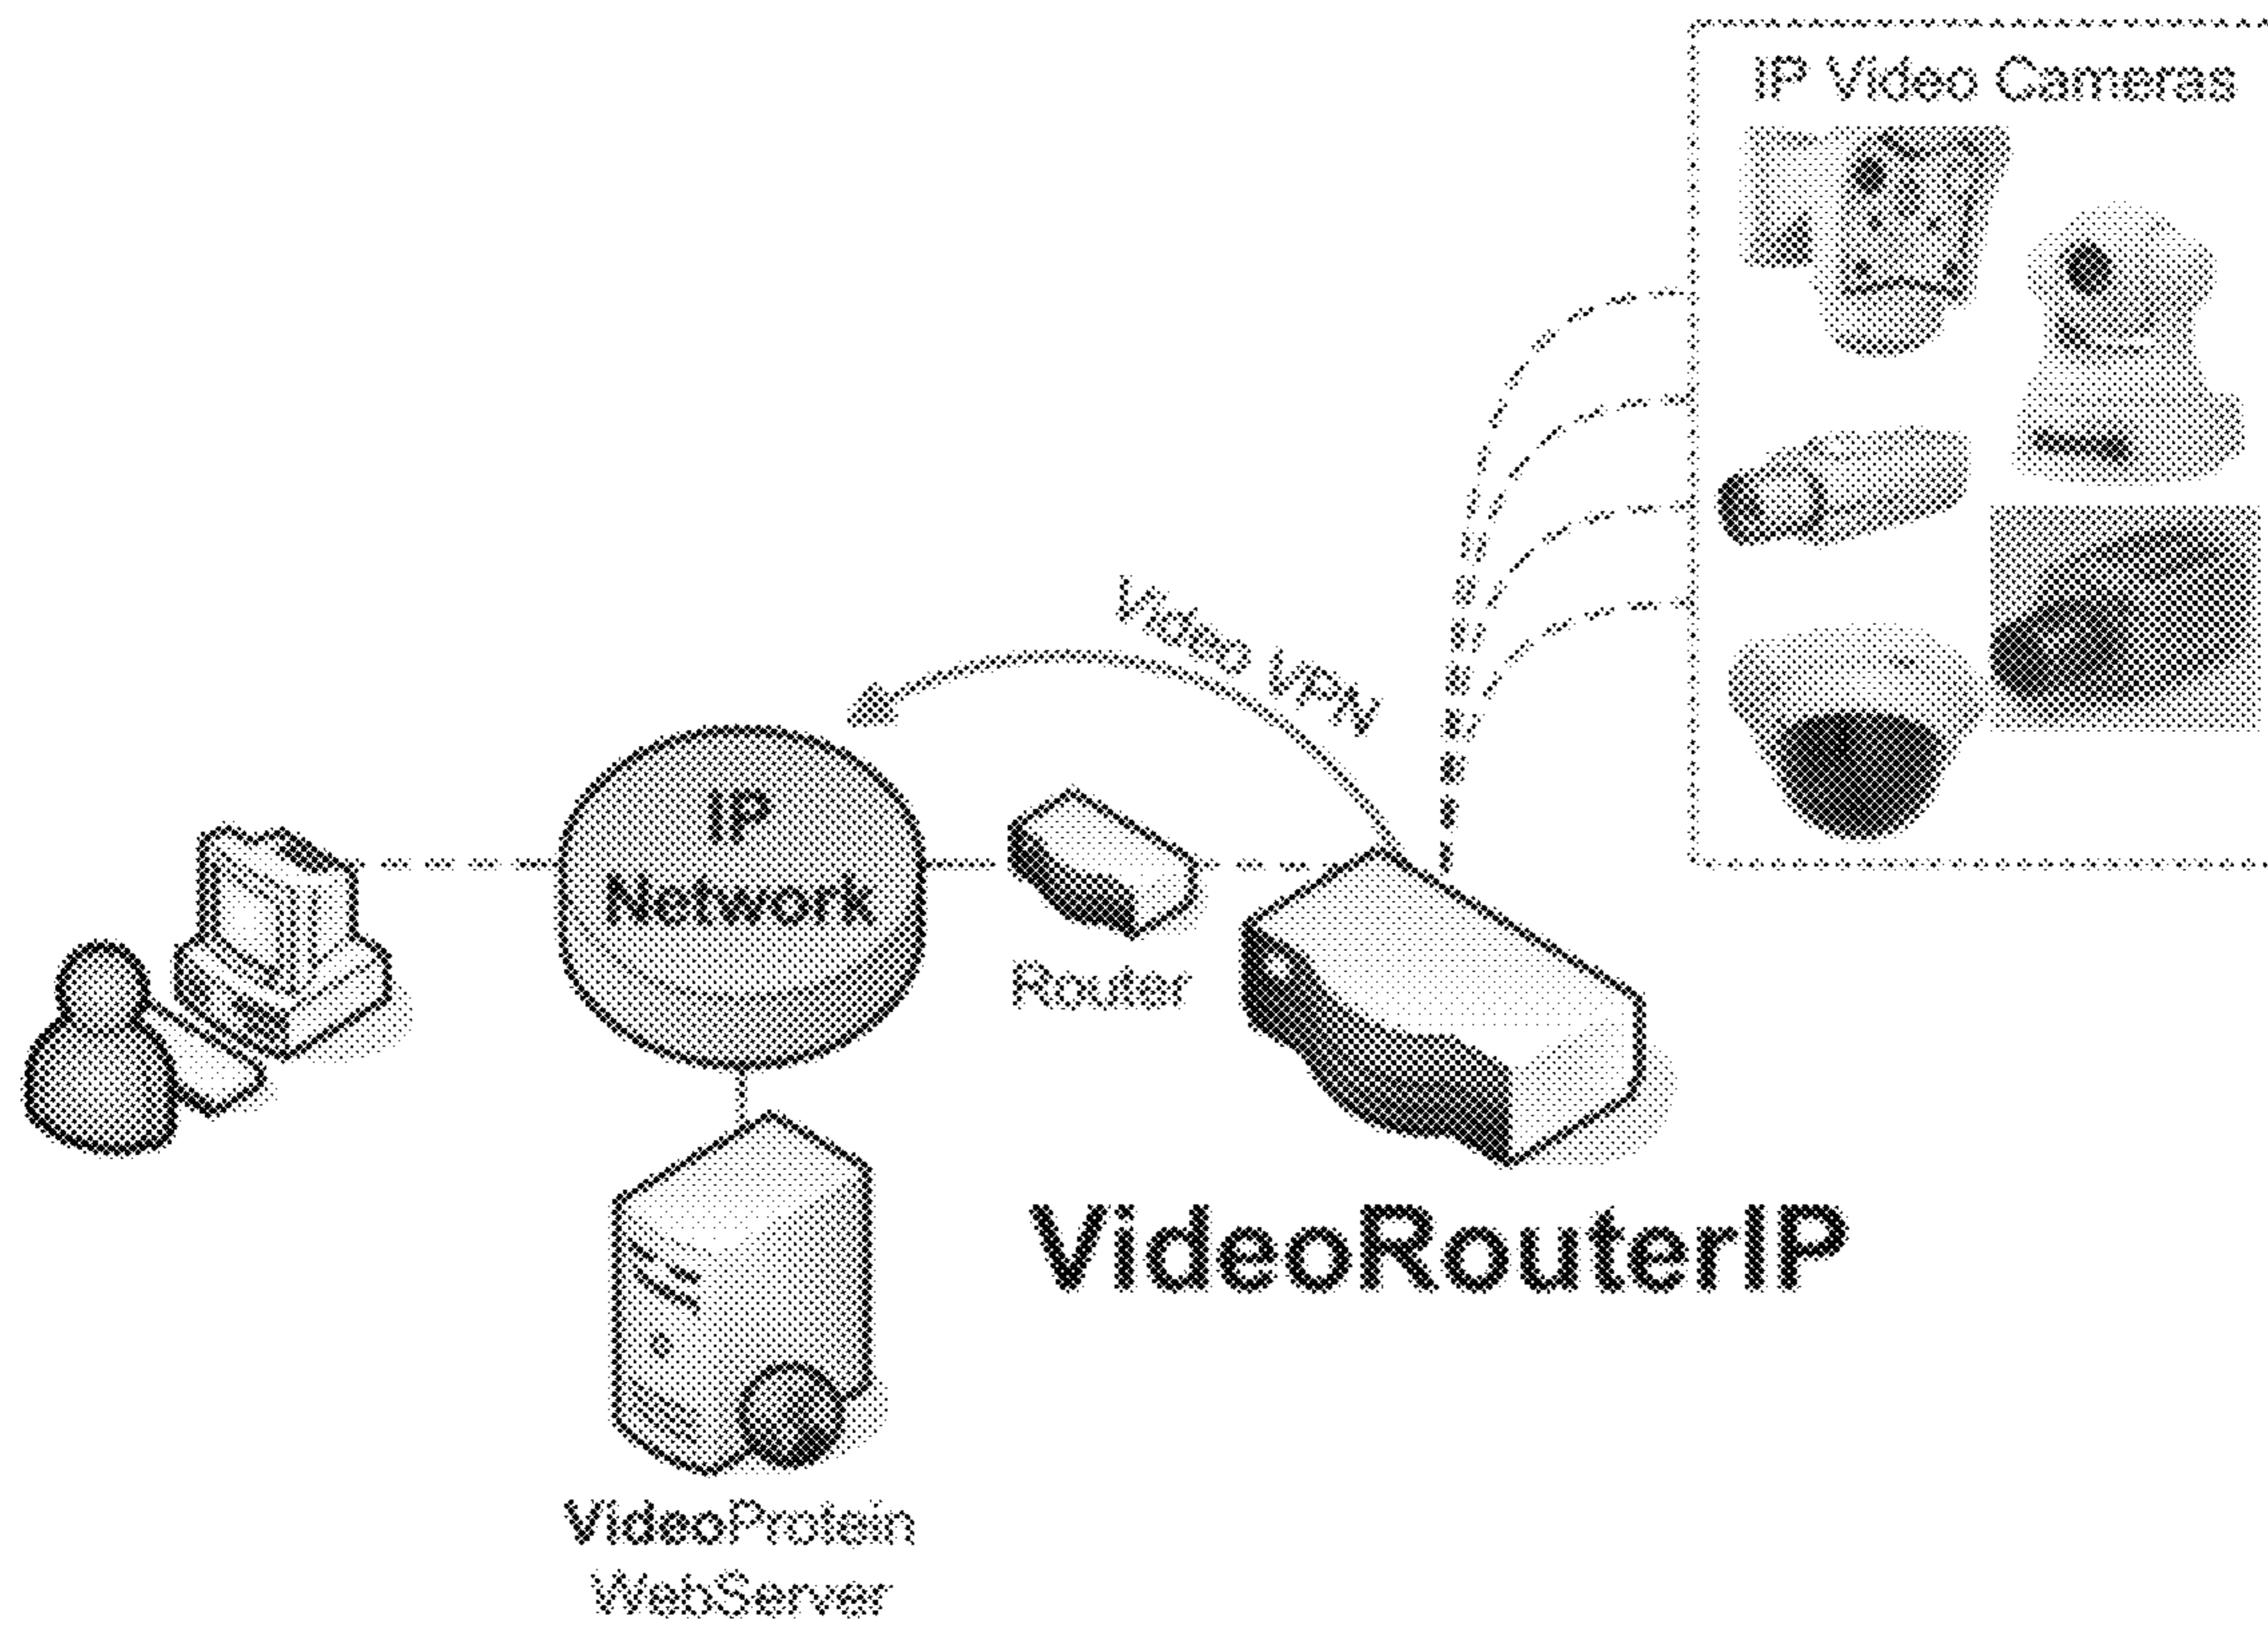 IP Video Cameras
Video VPN
IP
Network
Router
VideoRouterIP
VideoProtein
WebServer